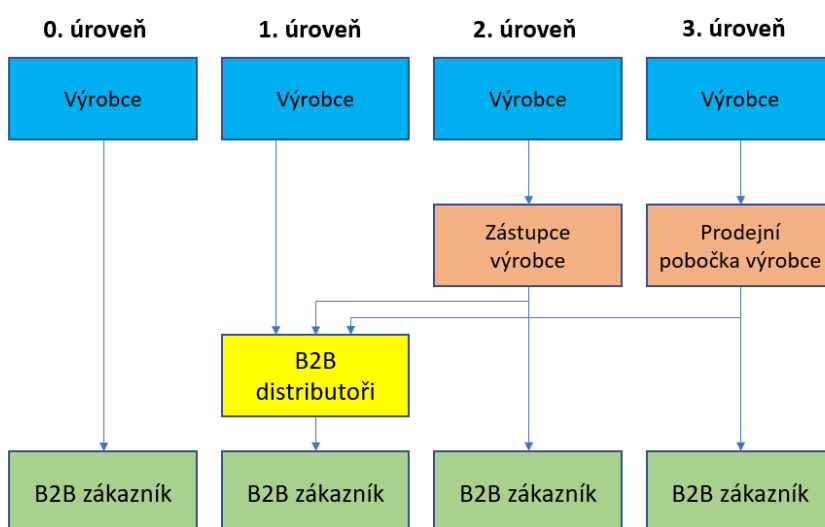 0. úroveň
1. úroveň
2. úroveň
3. úroveň
Výrobce
Výrobce
Výrobce
Výrobce
Zástupce
výrobce
Prodejní
pobočka výrobce
B2B
distributoři
B2B zákazník
B2B zákazník
B2B zákazník
B2B zákazník